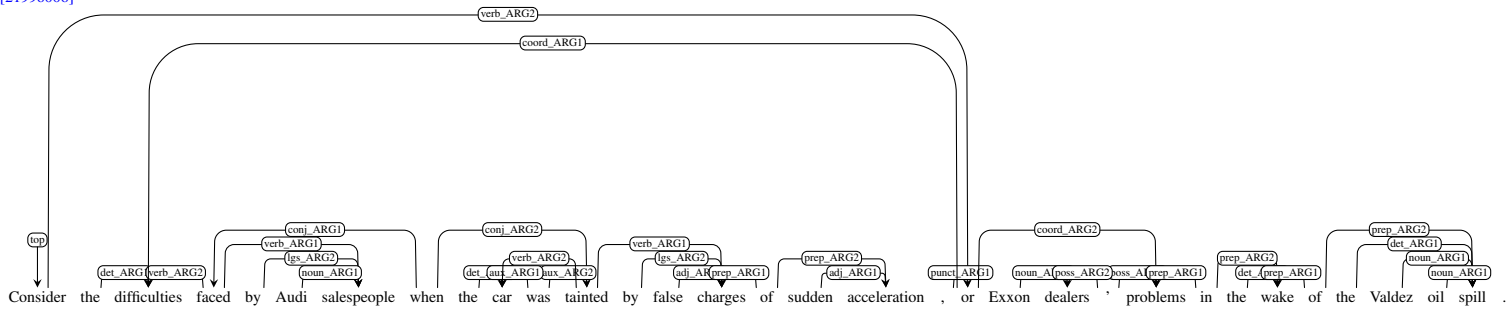 verb_ARG2
coord_ARG1
conj_ARG1 conj_ARG2 coord_ARG2 prep_ARG2
top verb_ARG1 verb_ARG1 det_ARG1
lgs_ARG2 verb_ARG2 lgs_ARG2 prep_ARG2 prep_ARG2 noun_ARG1
det_ARG1 verb_ARG2 noun_ARG1 aux_ARG1 aux_ARG2 prep_ARG1 adj_ARG1 punct_ARG1 poss_ARG2 prep_ARG1 prep_ARG1 noun_ARG1
Consider the difficulties faced by Audi salespeople when the car was tainted by false charges of sudden acceleration , or Exxon dealers ' problems in the wake of the Valdez oil spill .